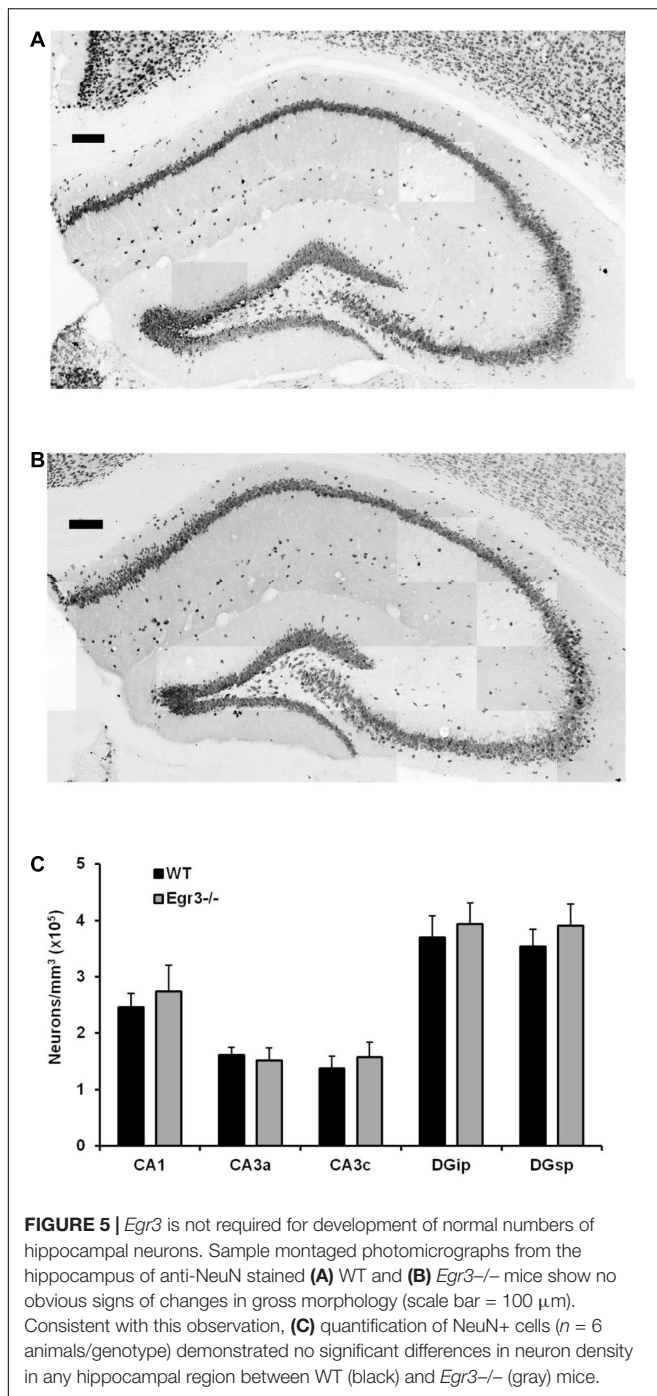 A
B
C
WT
Egr3-/-
Neurons/mm³ (x10⁵)
5
4
3
2
1
0
CA1 CA3a CA3c DGip DGsp
FIGURE 5 | Egr3 is not required for development of normal numbers of
hippocampal neurons. Sample montaged photomicrographs from the
hippocampus of anti-NeuN stained (A) WT and (B) Egr3–/– mice show no
obvious signs of changes in gross morphology (scale bar = 100 μm).
Consistent with this observation, (C) quantification of NeuN+ cells (n = 6
animals/genotype) demonstrated no significant differences in neuron density
in any hippocampal region between WT (black) and Egr3–/– (gray) mice.